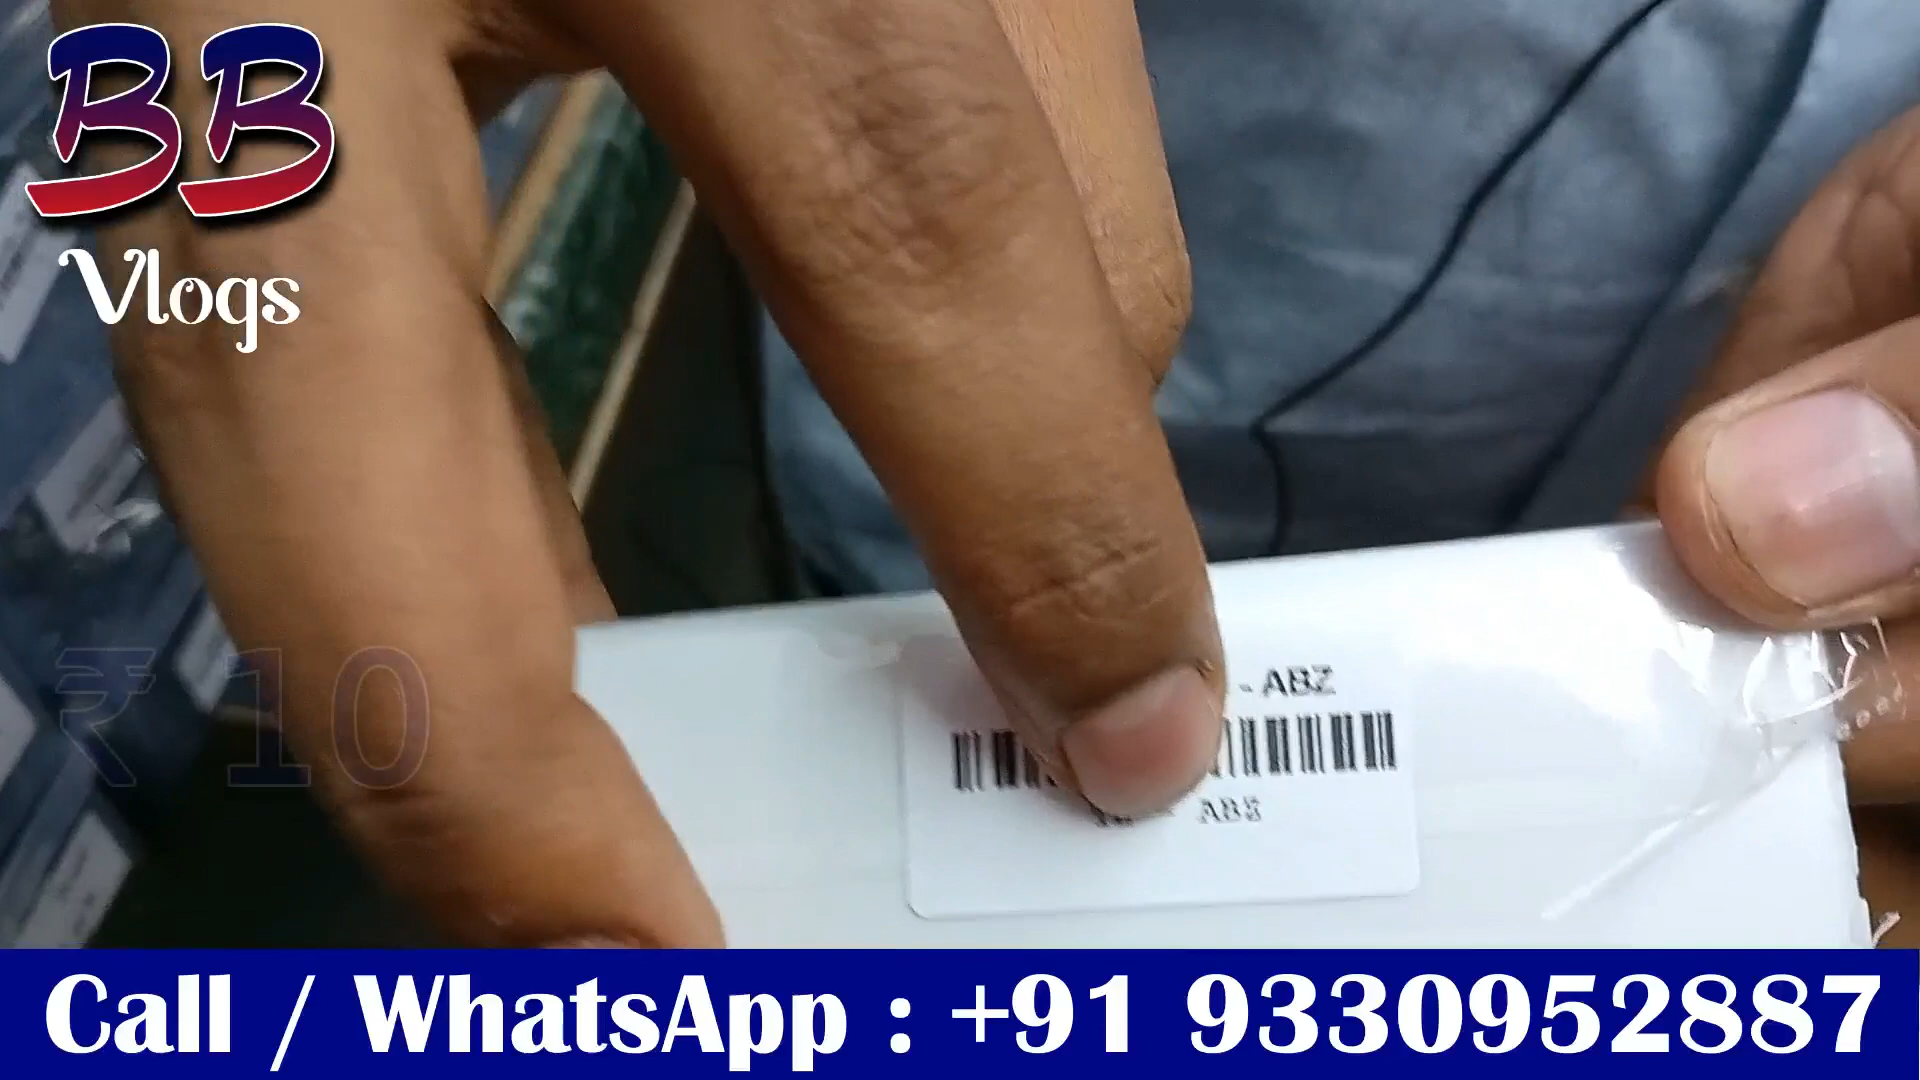 BB
Vlogs
- ABZ
₹ 10
ABZ
Call / WhatsApp : +91 9330952887